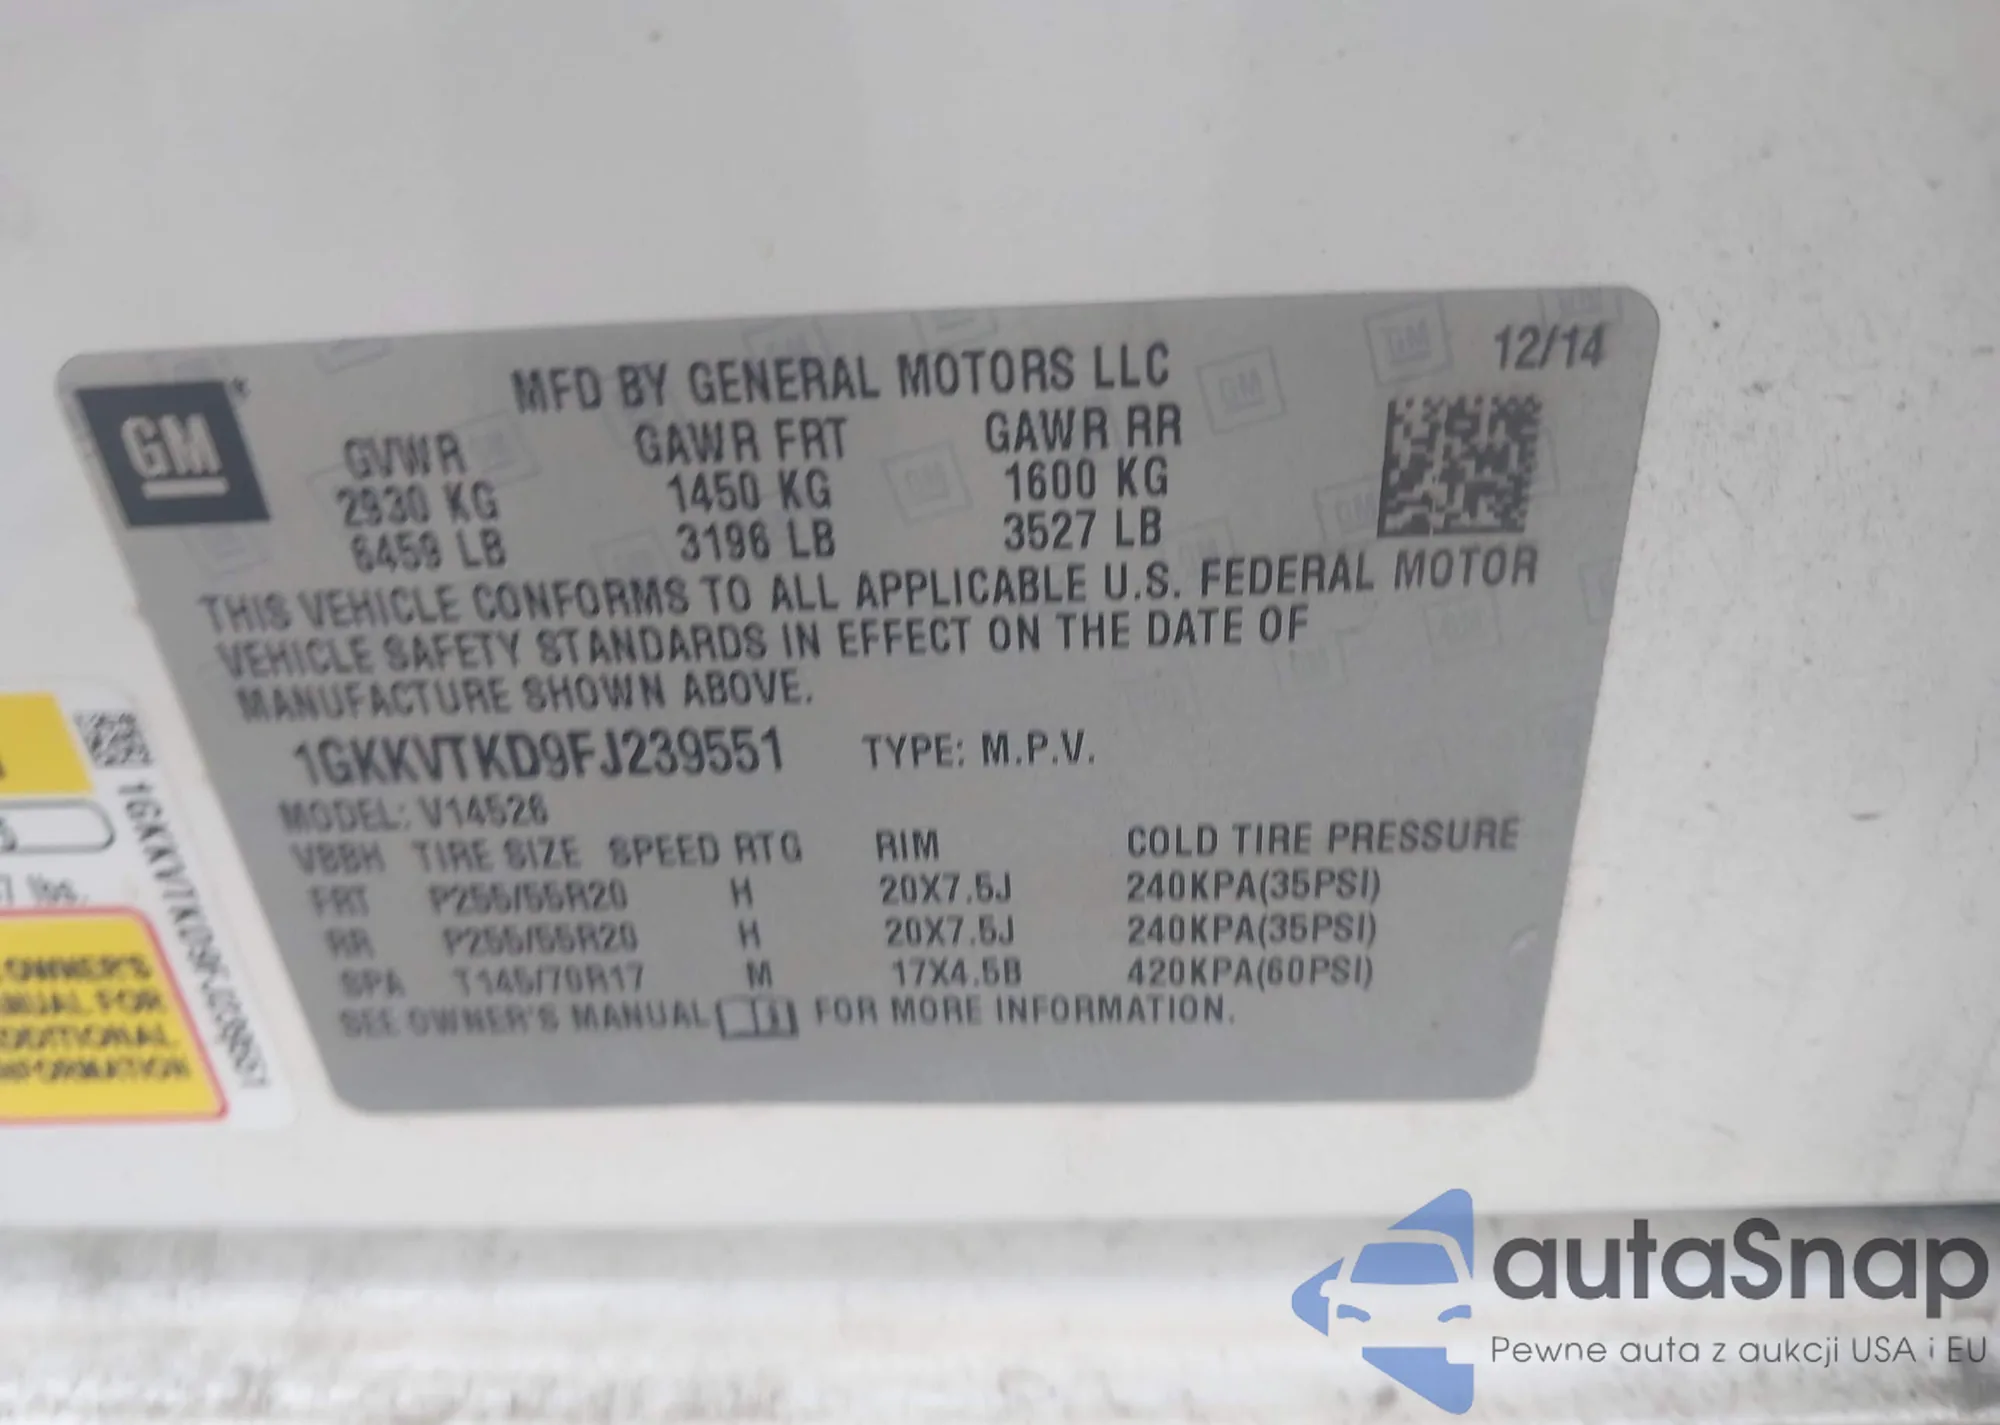 12/14
GM
MFD BY GENERAL MOTORS LLC
GVWR GAWR FRT GAWR RR
2930 KG 1450 KG 1600 KG
6459 LB 3196 LB 3527 LB
THIS VEHICLE CONFORMS TO ALL APPLICABLE U.S. FEDERAL MOTOR
VEHICLE SAFETY STANDARDS IN EFFECT ON THE DATE OF
MANUFACTURE SHOWN ABOVE.
1GKKVTKD9FJ239551 TYPE: M.P.V.
MODEL: V14526
VBBH TIRE SIZE SPEED RTG RIM COLD TIRE PRESSURE
FRT P255/55R20 H 20X7.5J 240KPA(35PSI)
RR P255/55R20 H 20X7.5J 240KPA(35PSI)
SPA T145/70R17 M 17X4.5B 420KPA(60PSI)
SEE OWNER'S MANUAL FOR MORE INFORMATION.
1GKKVTKD9FJ239551
lbs.
OWNER'S
FOR
autaSnap
Pewne auta z aukcji USA i EU